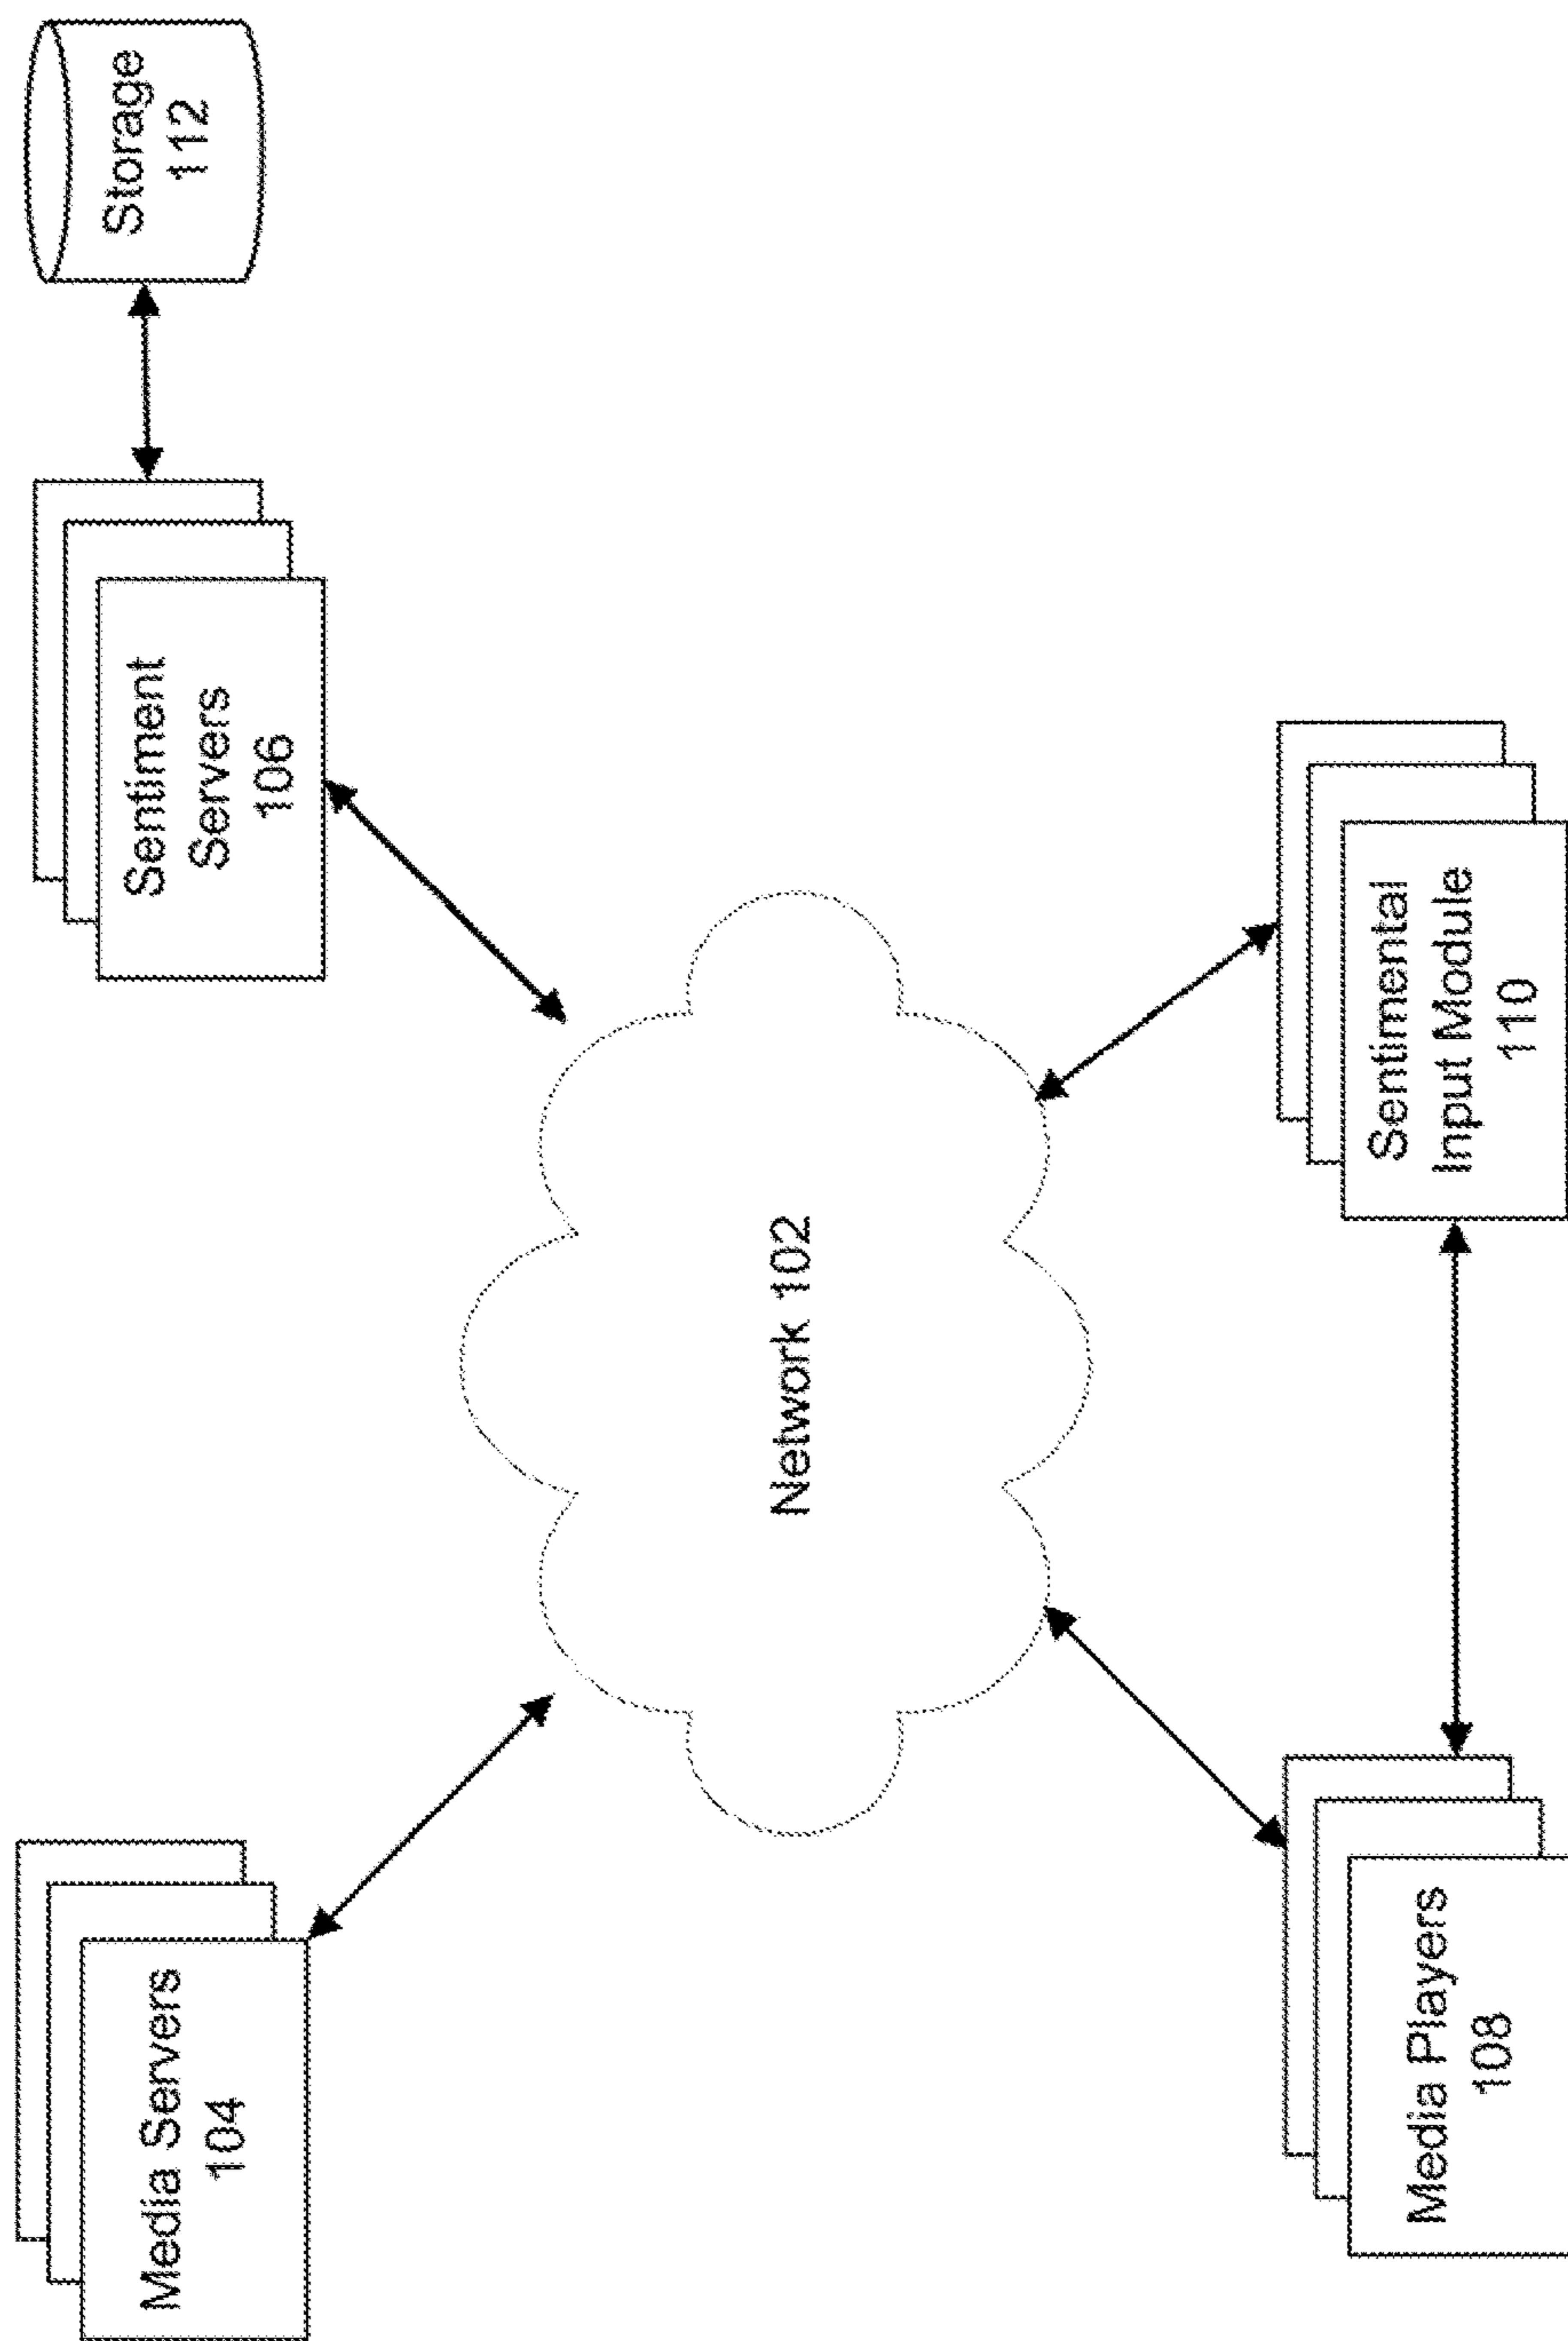 Media Servers
104
Sentiment
Servers
106
Storage
112
Network 102
Media Players
108
Sentimental
Input Module
110